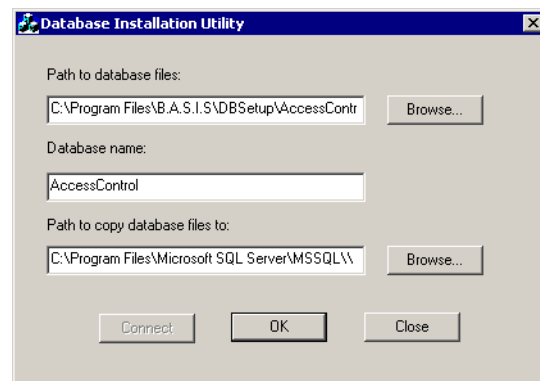 Database Installation Utility
Path to database files:
C:\Program Files\B.A.S.I.S\DBSetup\AccessContr
Browse...
Database name:
AccessControl
Path to copy database files to:
C:\Program Files\Microsoft SQL Server\MSSQL\\
Browse...
Connect
OK
Close